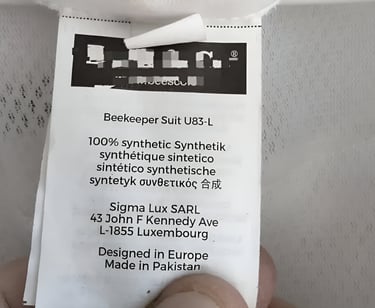 ®
Beekeeper Suit U83-L
100% synthetic Synthetik
synthétique sintetico
sintético synthetische
syntetyk συνθετικός 合成
Sigma Lux SARL
43 John F Kennedy Ave
L-1855 Luxembourg
Designed in Europe
Made in Pakistan